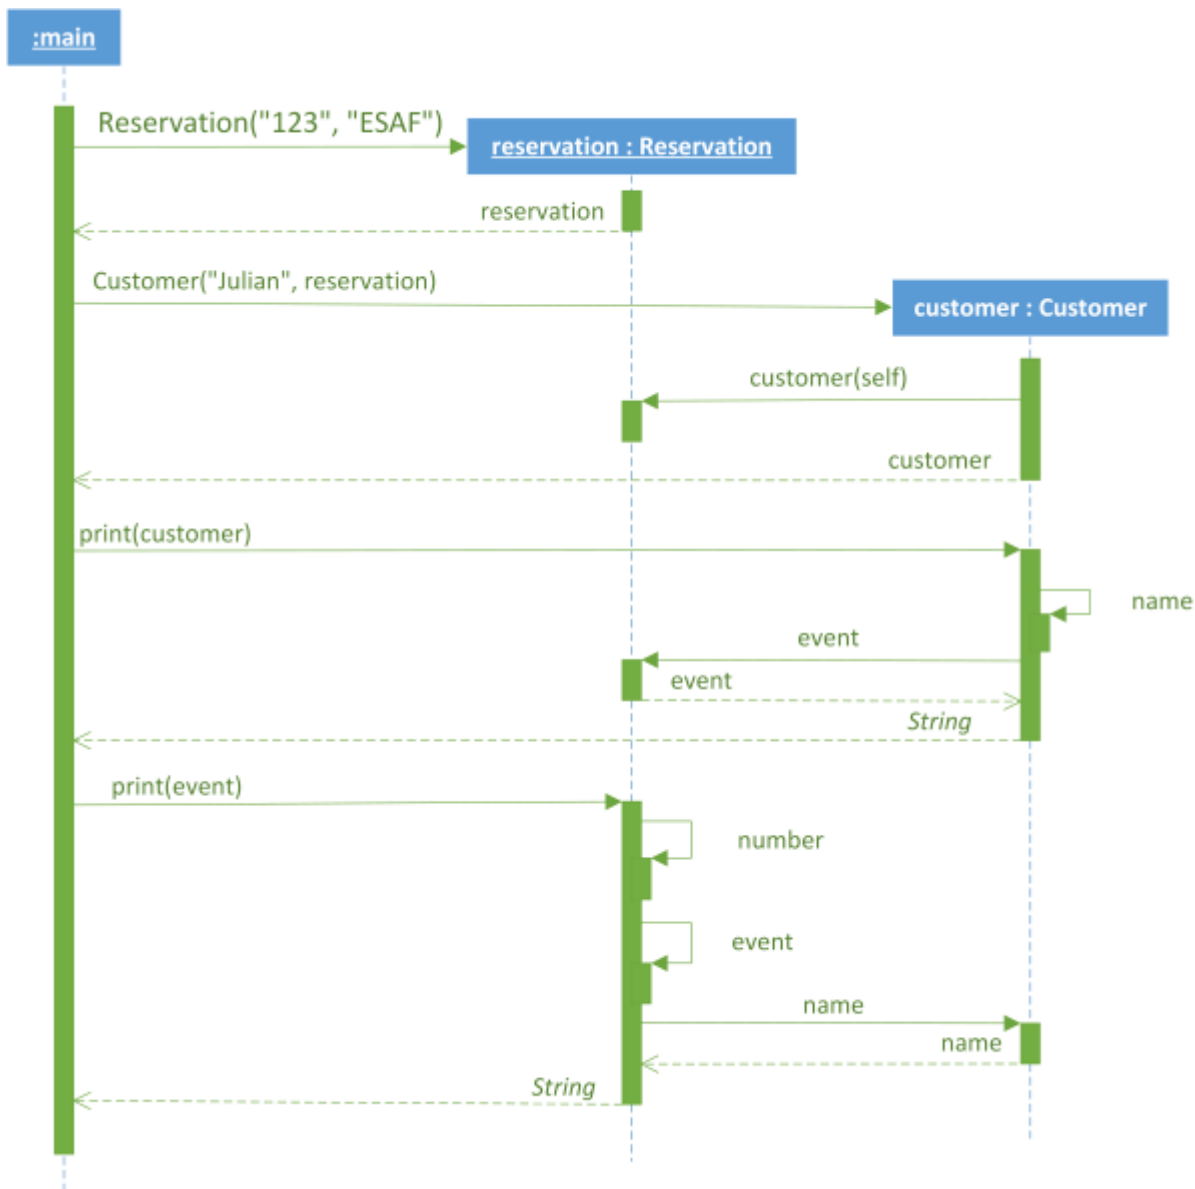 :main
Reservation("123", "ESAF")
reservation : Reservation
reservation
Customer("Julian", reservation)
customer : Customer
customer(self)
customer
print(customer)
name
event
event
String
print(event)
number
event
name
name
String